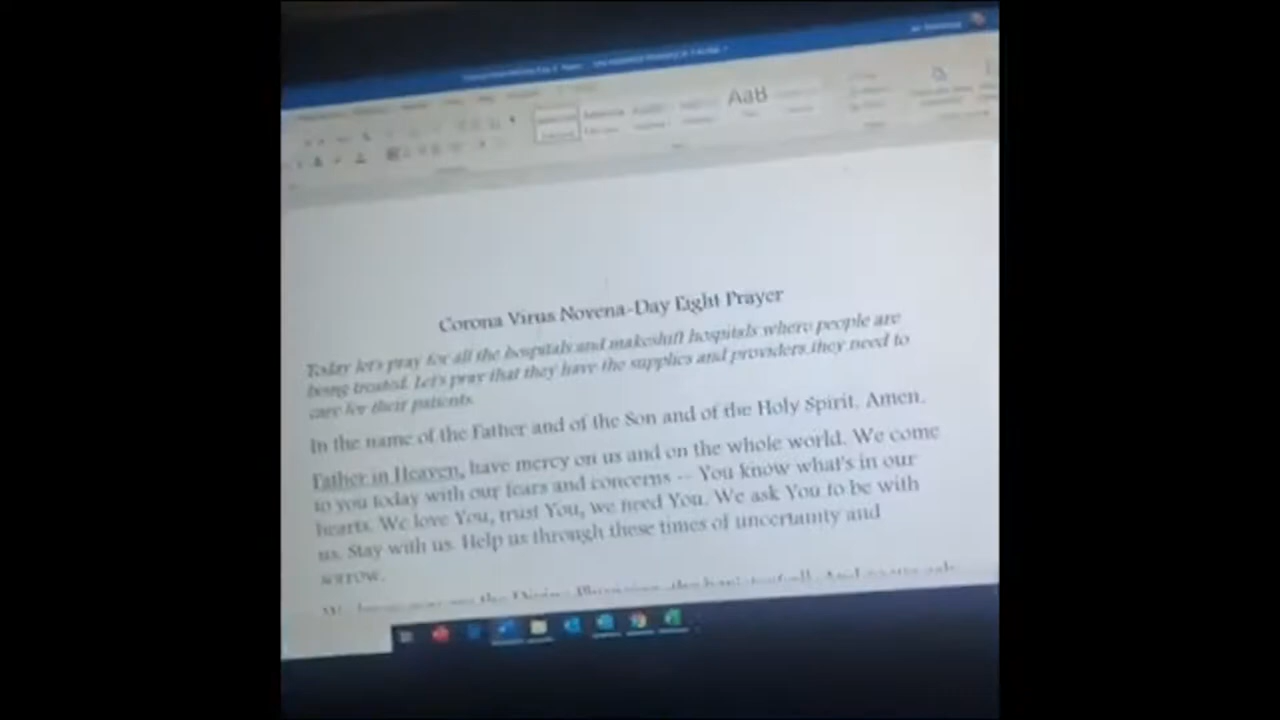 AaB
Corona Virus Novena-Day Eight Prayer
Today let's pray for all the hospitals and makeshift hospitals where people are
being treated. Let's pray that they have the supplies and providers they need to
care for their patients.
In the name of the Father and of the Son and of the Holy Spirit. Amen.
Father in Heaven, have mercy on us and on the whole world. We come
to you today with our fears and concerns -- You know what's in our
hearts. We love You, trust You, we need You. We ask You to be with
us. Stay with us. Help us through these times of uncertainty and
sorrow.
the Divine